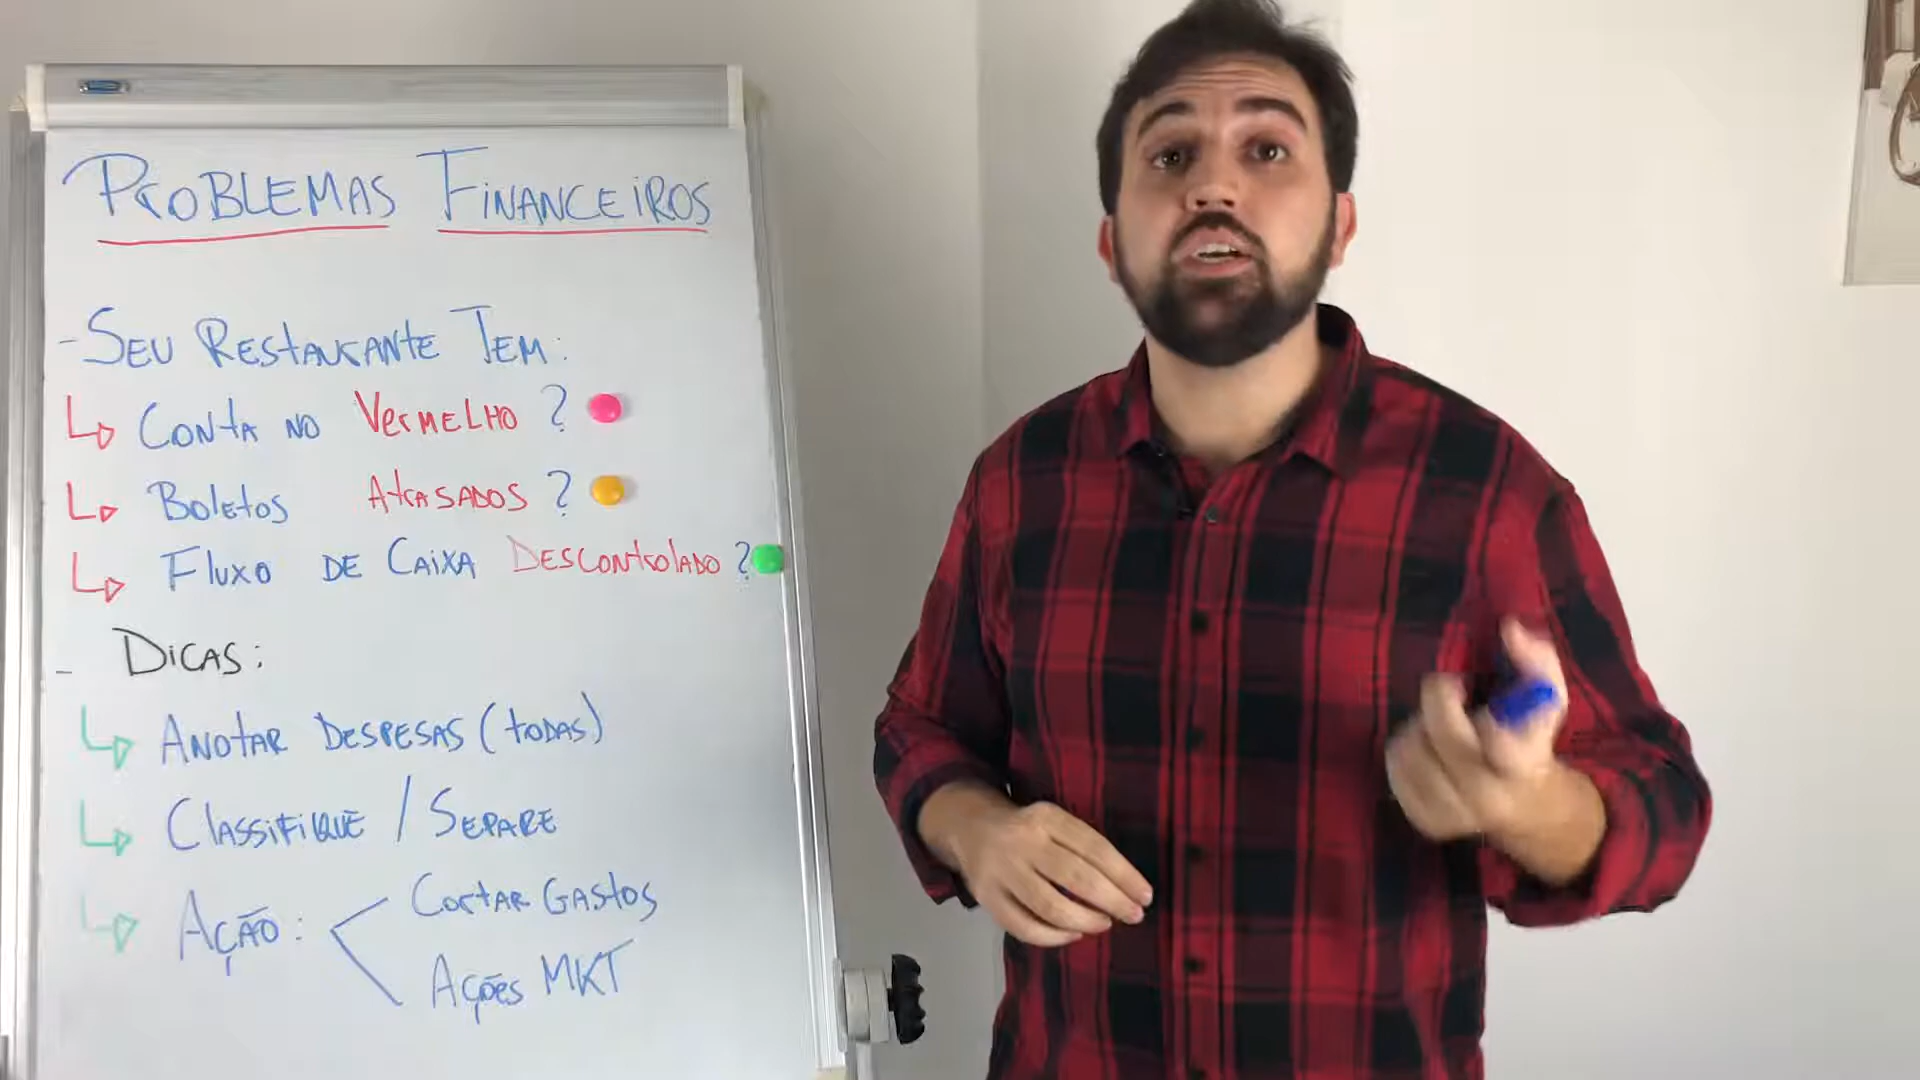 PROBLEMAS FINANCEIROS
- SEU RESTAURANTE TEM:
CONTA NO VERMELHO ?
BOLETOS ATRASADOS ?
FLUXO DE CAIXA DESCONTROLADO ?
- DICAS:
ANOTAR DESPESAS (TODAS)
CLASSIFIQUE / SEPARE
AÇÃO: CORTAR GASTOS
AÇÕES MKT